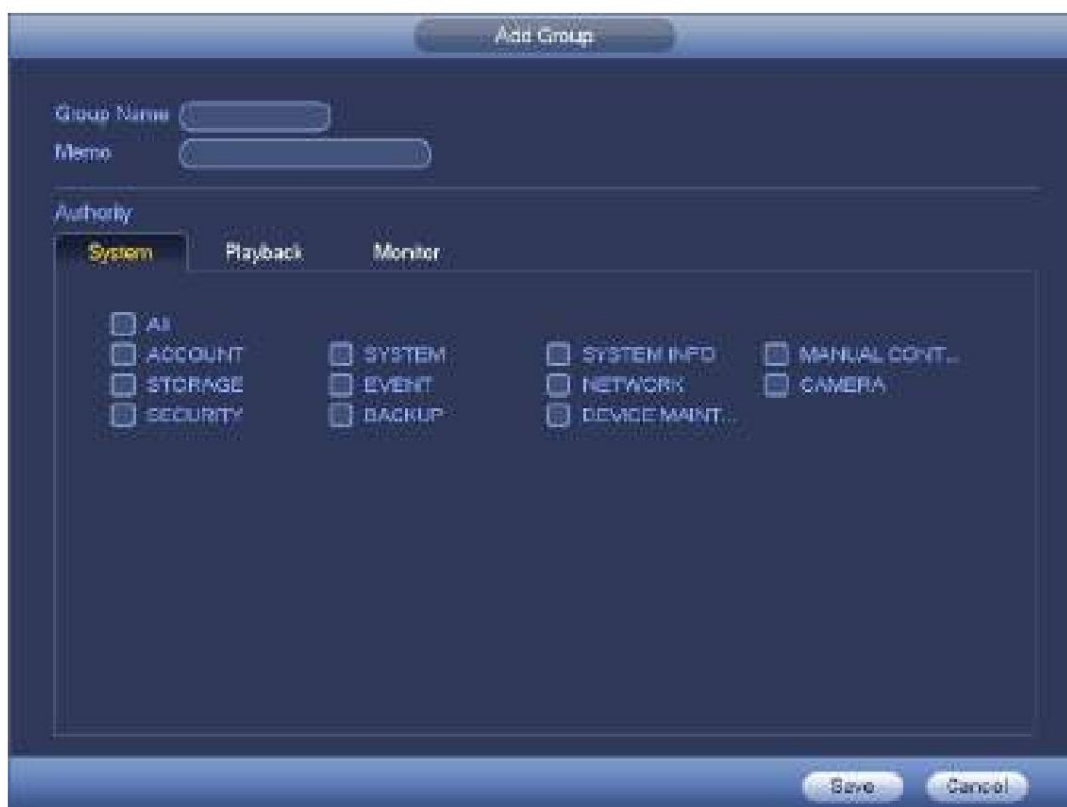 Add Group
Group Name
Memo
Authority
System Playback Monitor
All
ACCOUNT SYSTEM SYSTEM INFO MANUAL CONT...
STORAGE EVENT NETWORK CAMERA
SECURITY BACKUP DEVICE MAINT...
Save Cancel